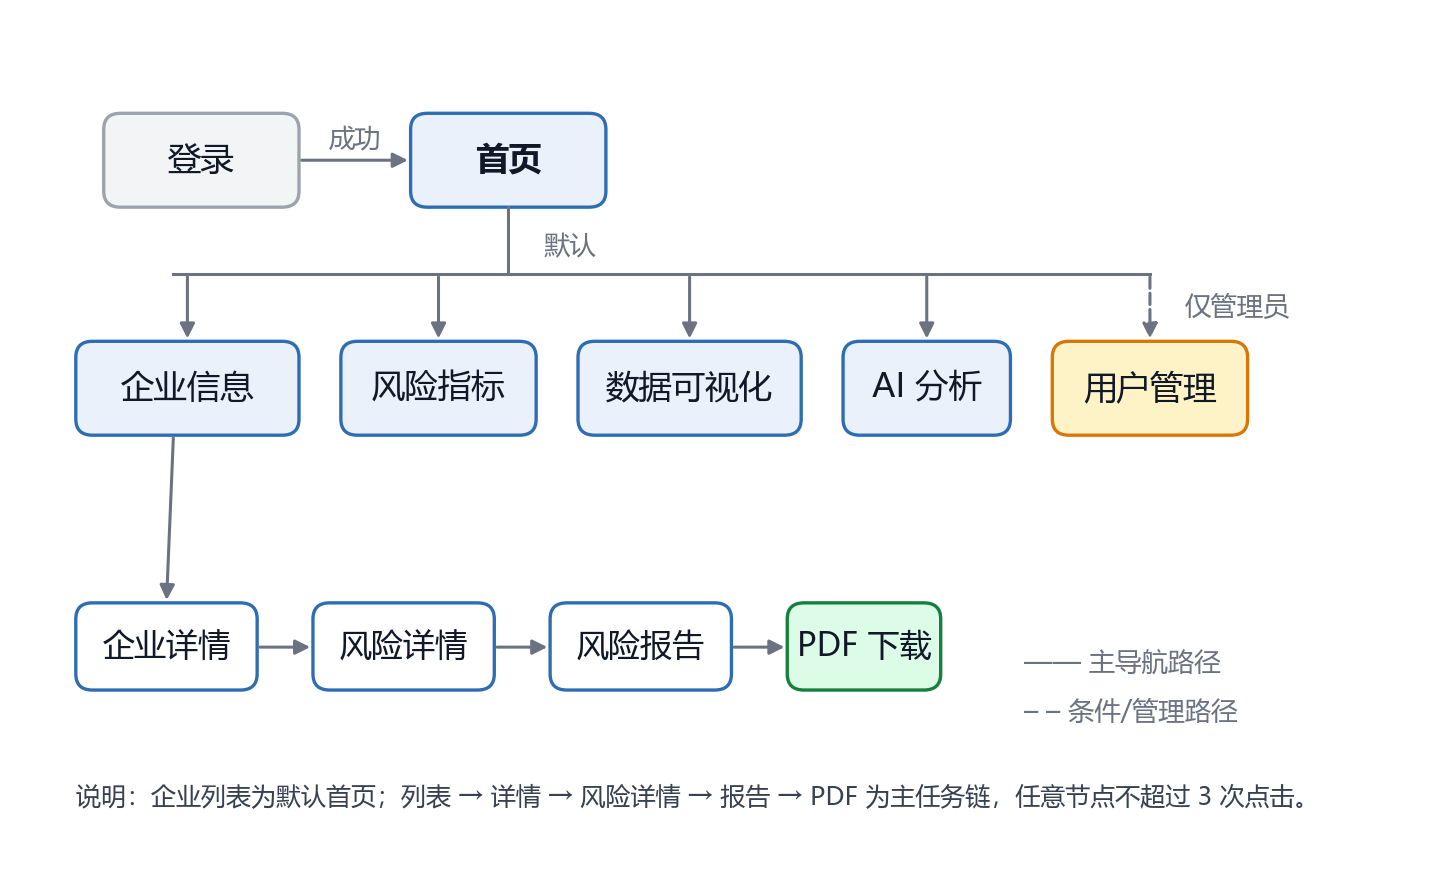 登录
成功
首页
默认
仅管理员
企业信息
风险指标
数据可视化
AI 分析
用户管理
企业详情
风险详情
风险报告
PDF 下载
—— 主导航路径
– – 条件/管理路径
说明：企业列表为默认首页；列表 → 详情 → 风险详情 → 报告 → PDF 为主任务链，任意节点不超过 3 次点击。